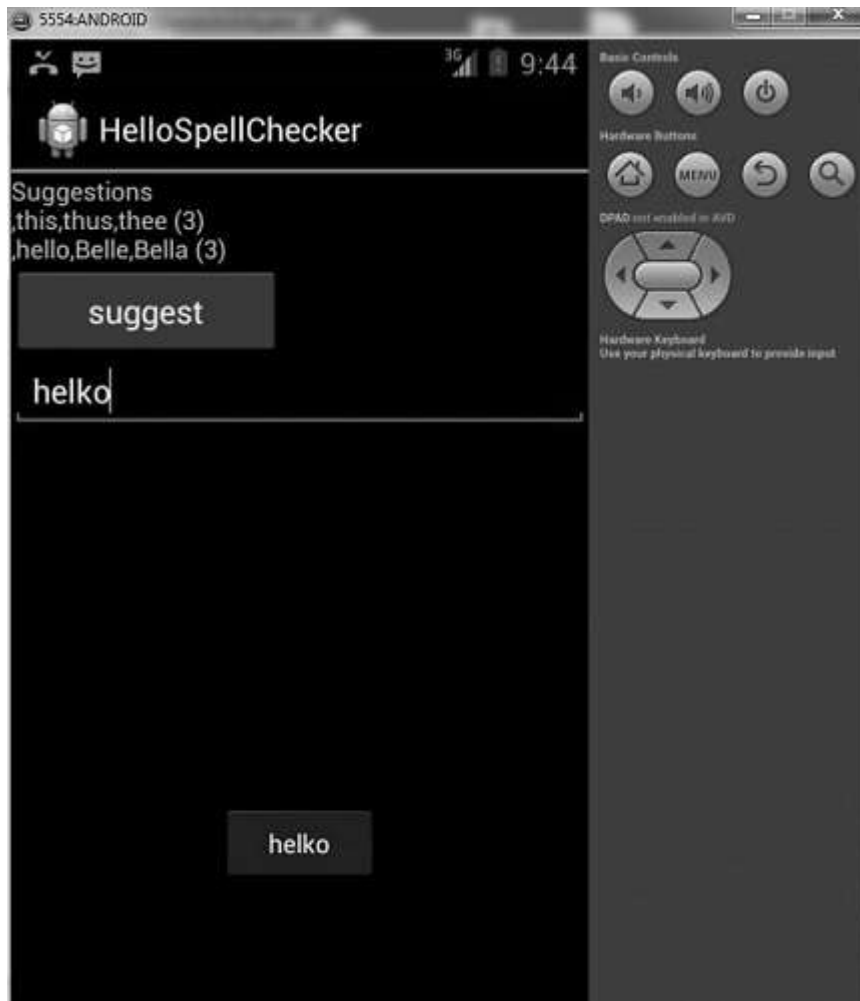 5554:ANDROID
3G 9:44
HelloSpellChecker
Suggestions
,this,thus,thee (3)
,hello,Belle,Bella (3)
suggest
helko
helko
Basic Controls
Hardware Buttons
MENU
DPAD not enabled in AVD
Hardware Keyboard
Use your physical keyboard to provide input